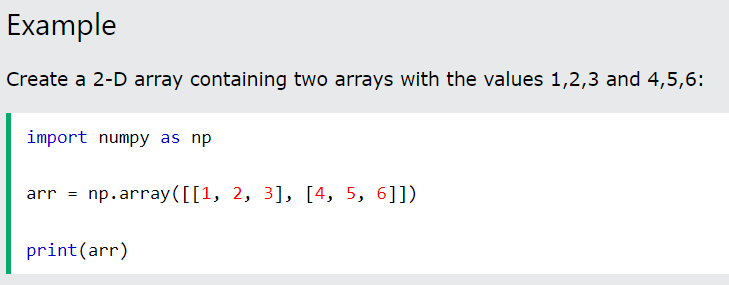 Example
Create a 2-D array containing two arrays with the values 1,2,3 and 4,5,6:
import numpy as np
arr = np.array([[1, 2, 3], [4, 5, 6]])
print(arr)